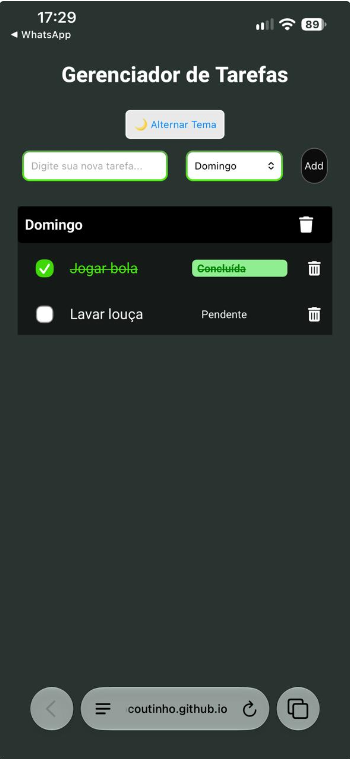 17:29
89
WhatsApp
Gerenciador de Tarefas
🌙 Alternar Tema
Digite sua nova tarefa...
Domingo
Add
Domingo
Jogar bola
Concluída
Lavar louça
Pendente
coutinho.github.io